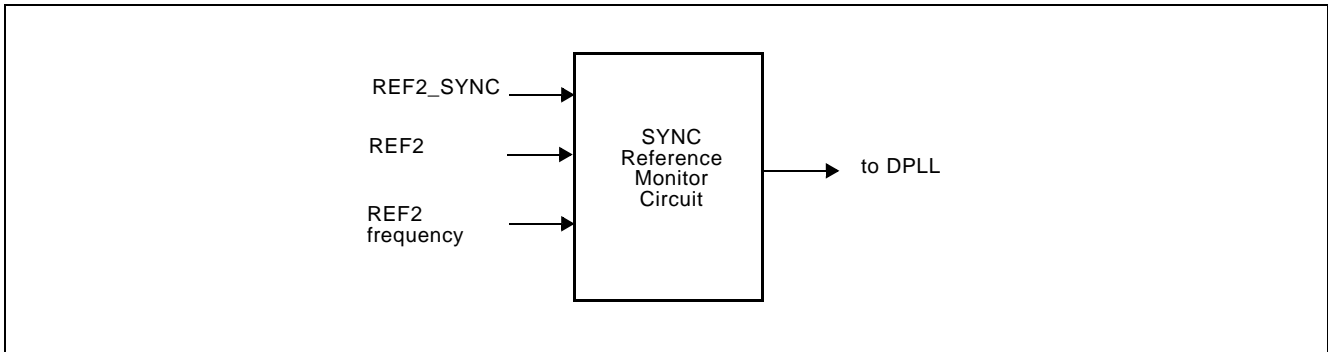 REF2_SYNC
REF2
REF2
frequency
SYNC
Reference
Monitor
Circuit
to DPLL